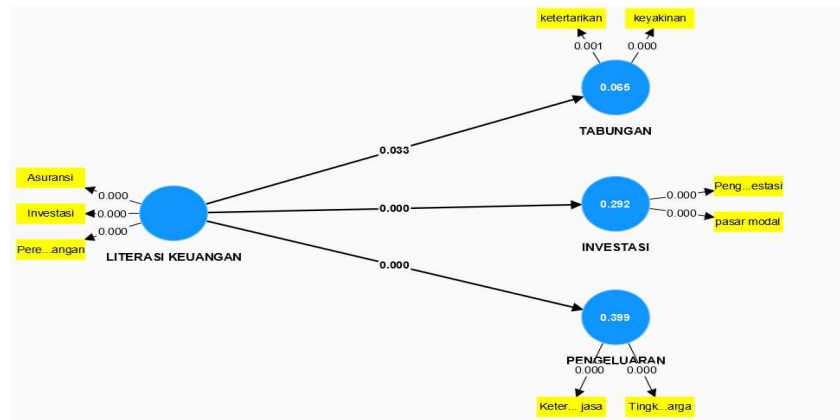 ketertarikan
keyakinan
0.001
0.000
0.065
TABUNGAN
0.033
Asuransi
0.000
Investasi
0.000
Pere...angan
0.000
LITERASI KEUANGAN
0.000
0.292
INVESTASI
0.000
Peng...estasi
0.000
pasar modal
0.000
0.399
PENGELUARAN
0.000
0.000
Keter... jasa
Tingk...arga